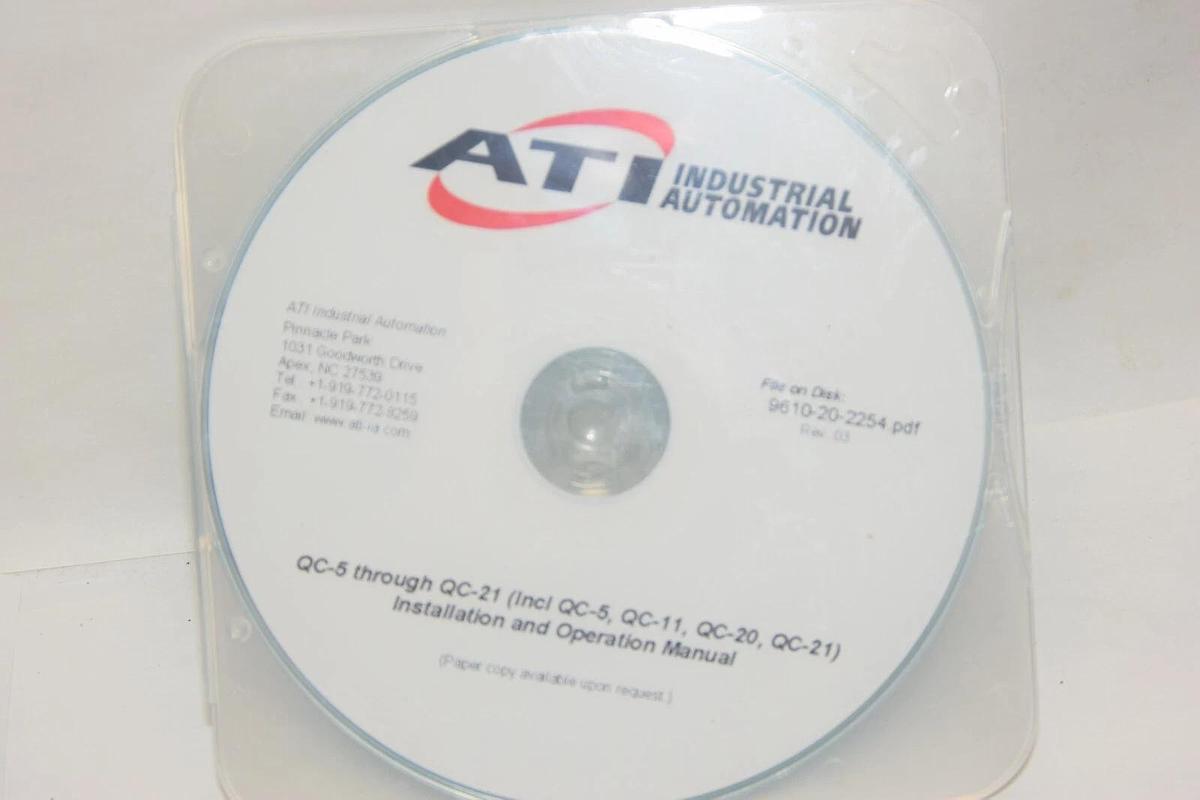 ATI INDUSTRIAL
AUTOMATION
ATI Industrial Automation
Pinnacle Park
1031 Goodworth Drive
Apex, NC 27539
Tel: +1-919-772-0115
Fax: +1-919-772-8259
Email: www.ati-ia.com
File on Disk:
9610-20-2254.pdf
Rev. 03
QC-5 through QC-21 (Incl QC-5, QC-11, QC-20, QC-21)
Installation and Operation Manual
(Paper copy available upon request.)